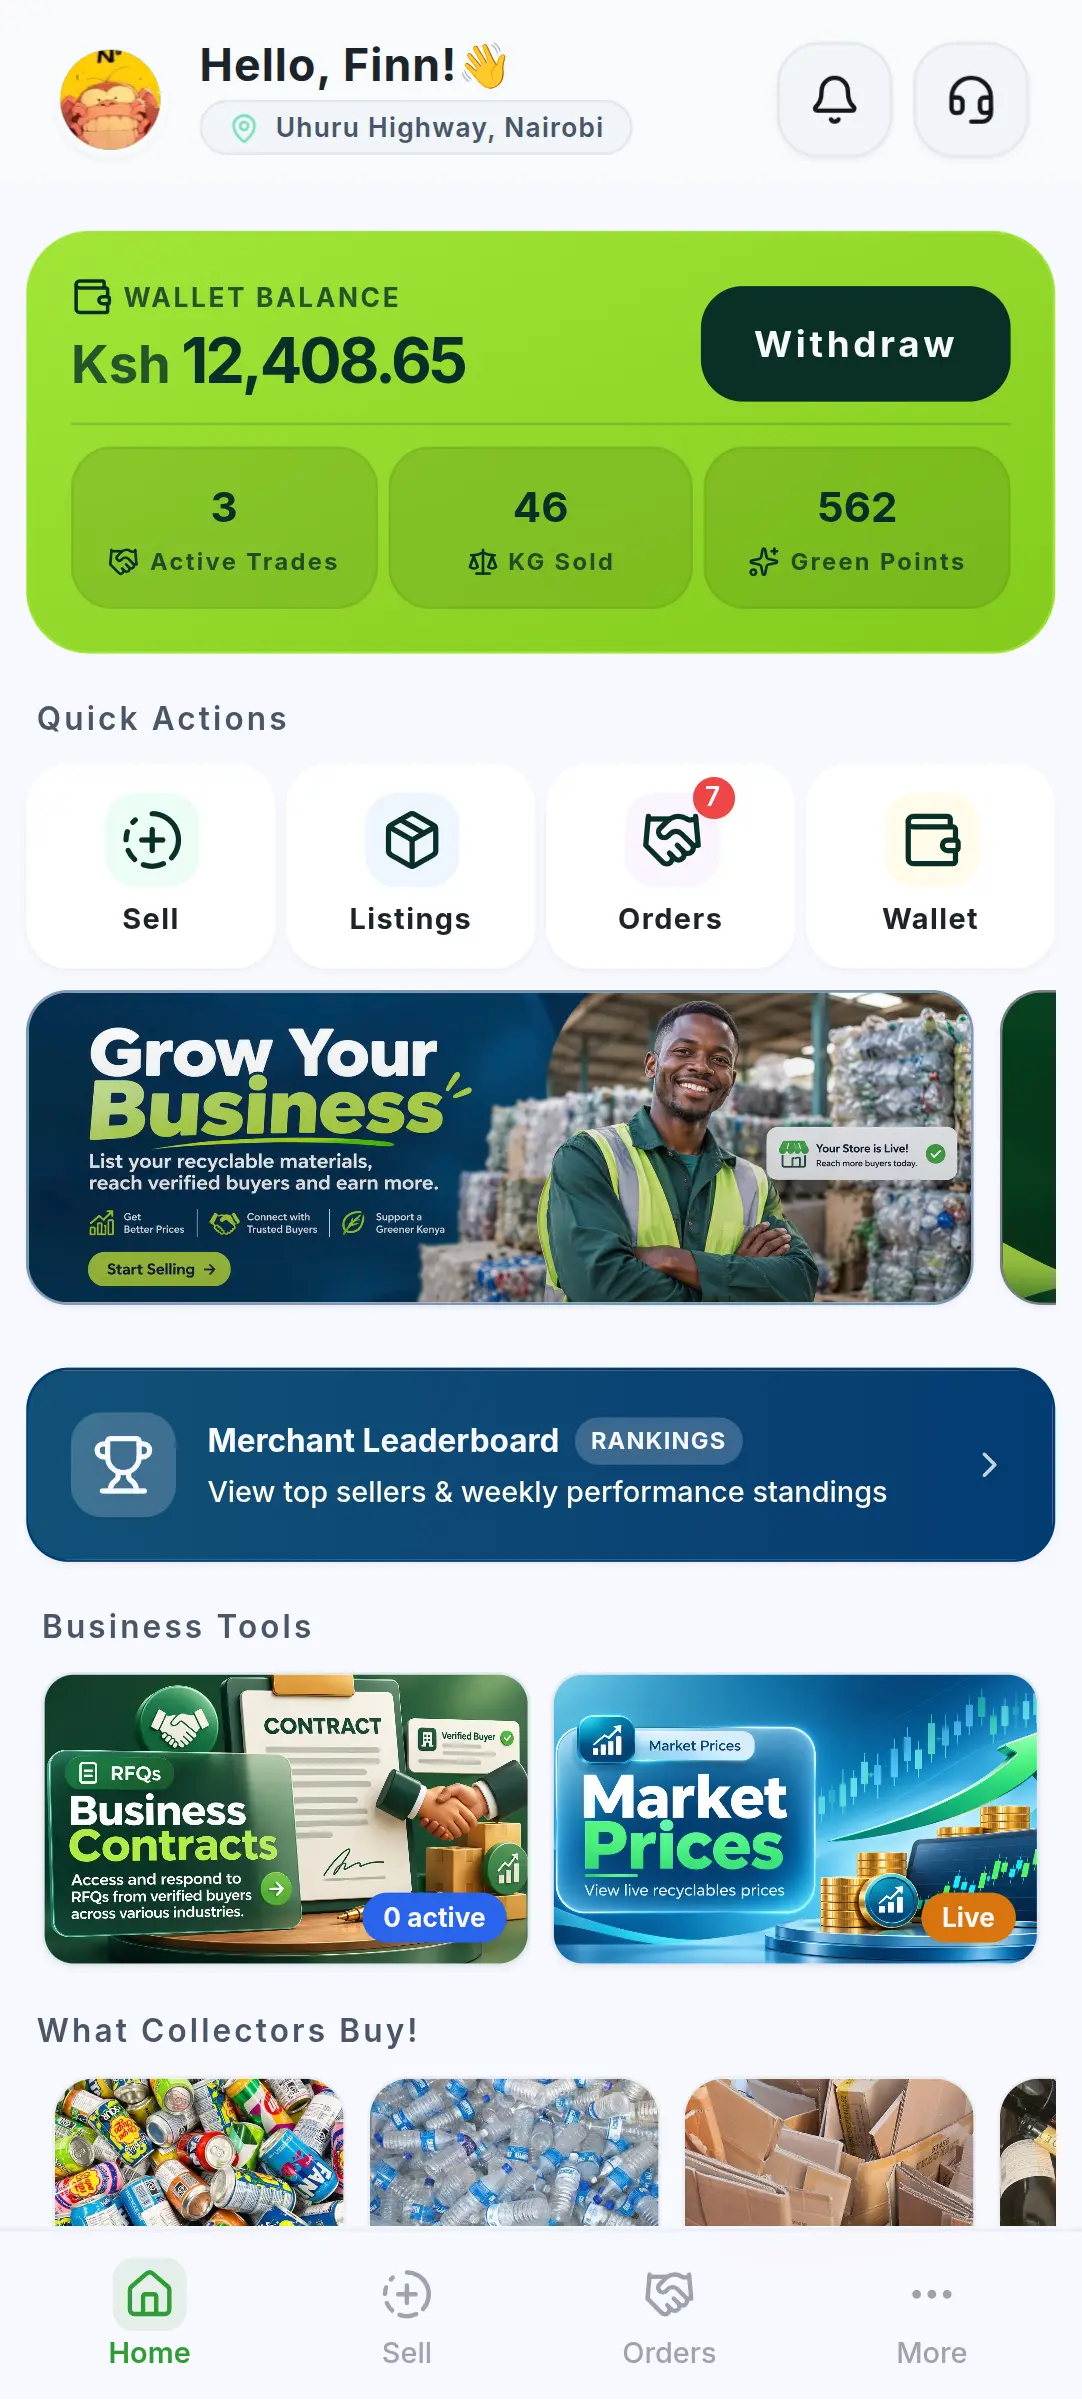 Hello, Finn!👋
Uhuru Highway, Nairobi
WALLET BALANCE
Ksh 12,408.65
Withdraw
3
Active Trades
46
KG Sold
562
Green Points
Quick Actions
Sell
Listings
7
Orders
Wallet
Grow Your
Business
List your recyclable materials,
reach verified buyers and earn more.
Get
Better Prices
Connect with
Trusted Buyers
Support a
Greener Kenya
Start Selling →
Your Store is Live!
Reach more buyers today.
Merchant Leaderboard RANKINGS
View top sellers & weekly performance standings
Business Tools
CONTRACT
Verified Buyer
RFQs
Business
Contracts
Access and respond to
RFQs from verified buyers
across various industries.
0 active
Market Prices
Market
Prices
View live recyclables prices
Live
What Collectors Buy!
Home
Sell
Orders
More